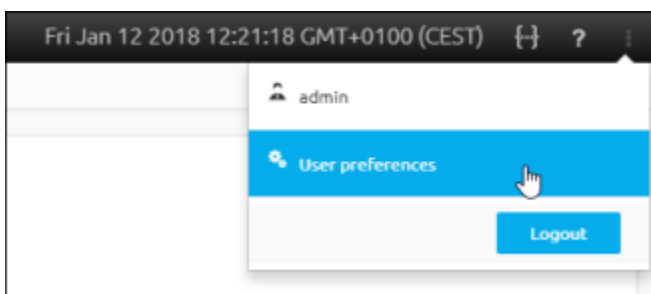 Fri Jan 12 2018 12:21:18 GMT+0100 (CEST) {···} ?
admin
User preferences
Logout